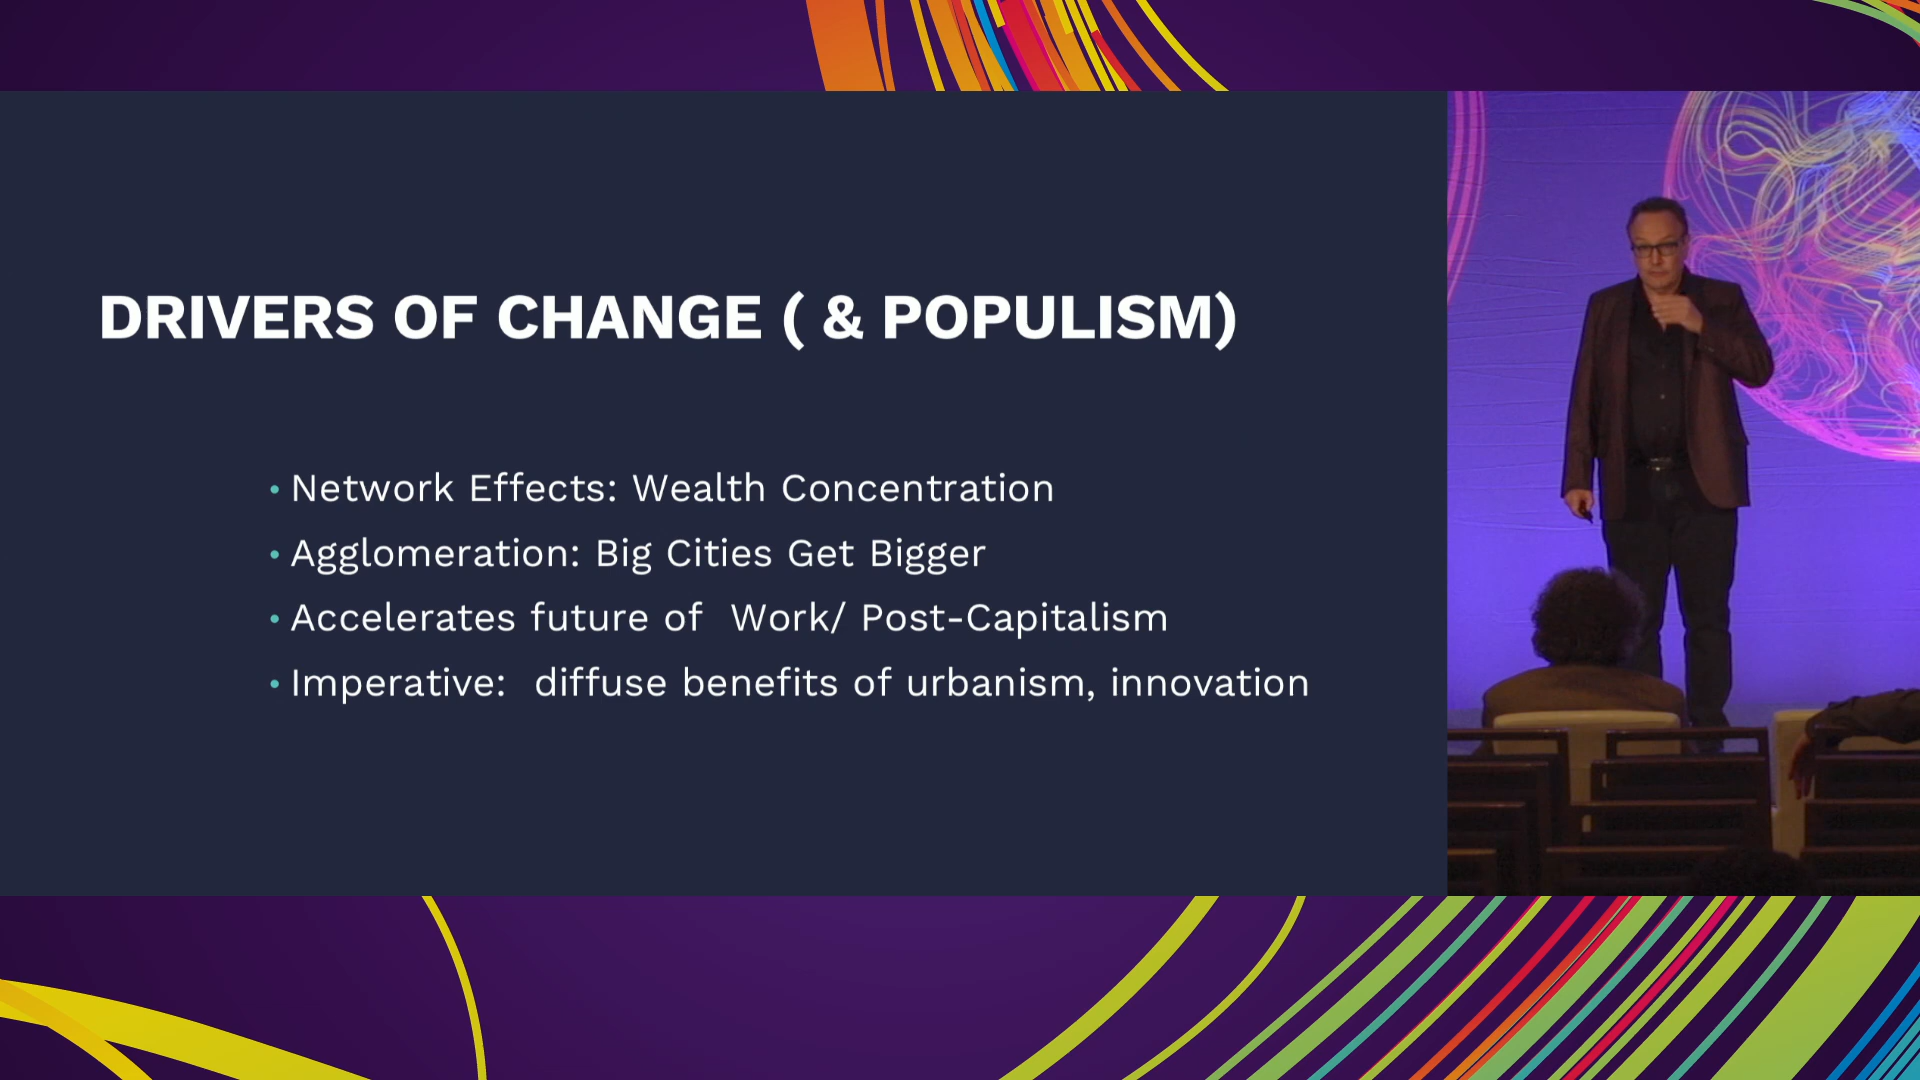 DRIVERS OF CHANGE ( & POPULISM)
• Network Effects: Wealth Concentration
• Agglomeration: Big Cities Get Bigger
• Accelerates future of  Work/ Post-Capitalism
• Imperative:  diffuse benefits of urbanism, innovation